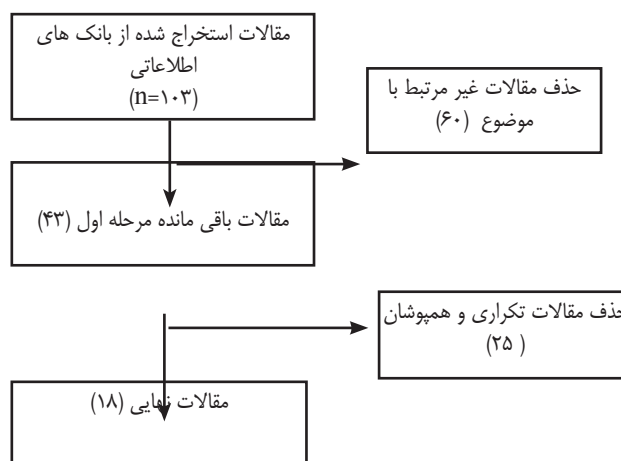 مقالات استخراج شده از بانک های
اطلاعاتی
(n=۱۰۳)
حذف مقالات غیر مرتبط با
موضوع (۶۰)
مقالات باقی مانده مرحله اول (۴۳)
حذف مقالات تکراری و همپوشان
(۲۵ )
مقالات نهایی (۱۸)